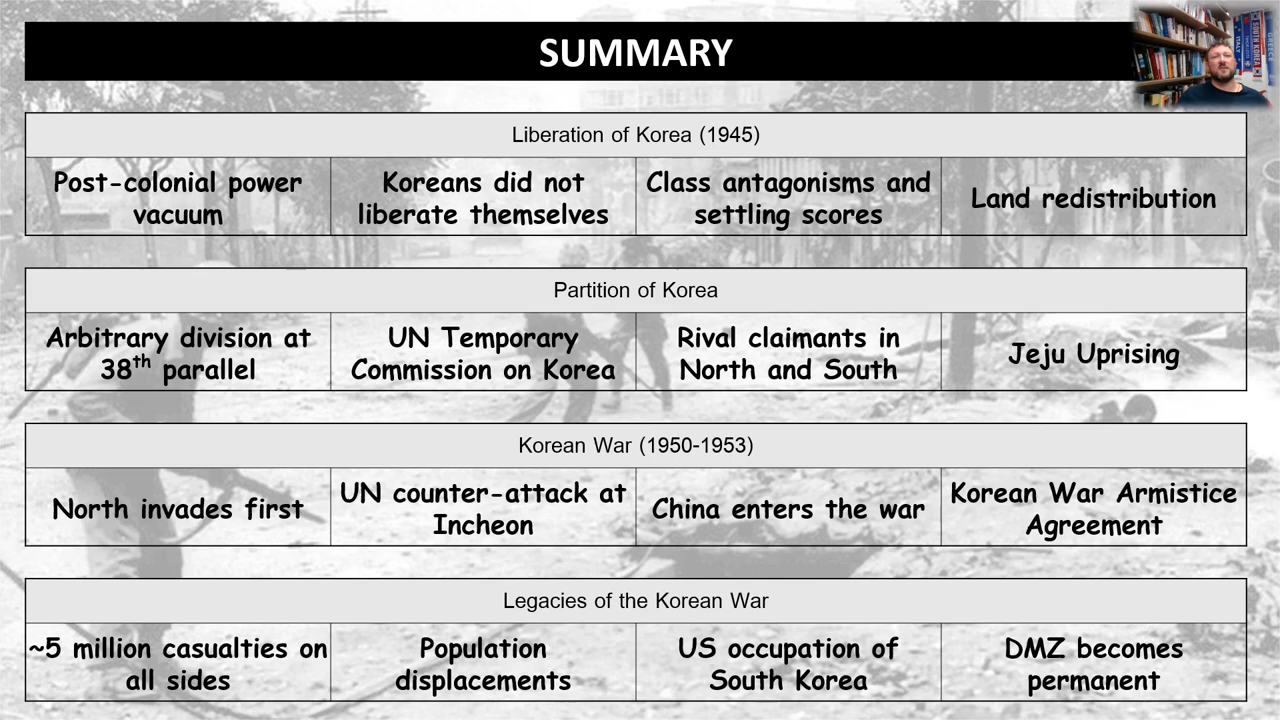 SUMMARY
Liberation of Korea (1945)
Post-colonial power
vacuum
Koreans did not
liberate themselves
Class antagonisms and
settling scores
Land redistribution
Partition of Korea
Arbitrary division at
38th parallel
UN Temporary
Commission on Korea
Rival claimants in
North and South
Jeju Uprising
Korean War (1950-1953)
North invades first
UN counter-attack at
Incheon
China enters the war
Korean War Armistice
Agreement
Legacies of the Korean War
~5 million casualties on
all sides
Population
displacements
US occupation of
South Korea
DMZ becomes
permanent
ITALY
SOUTH KOREA
GREECE